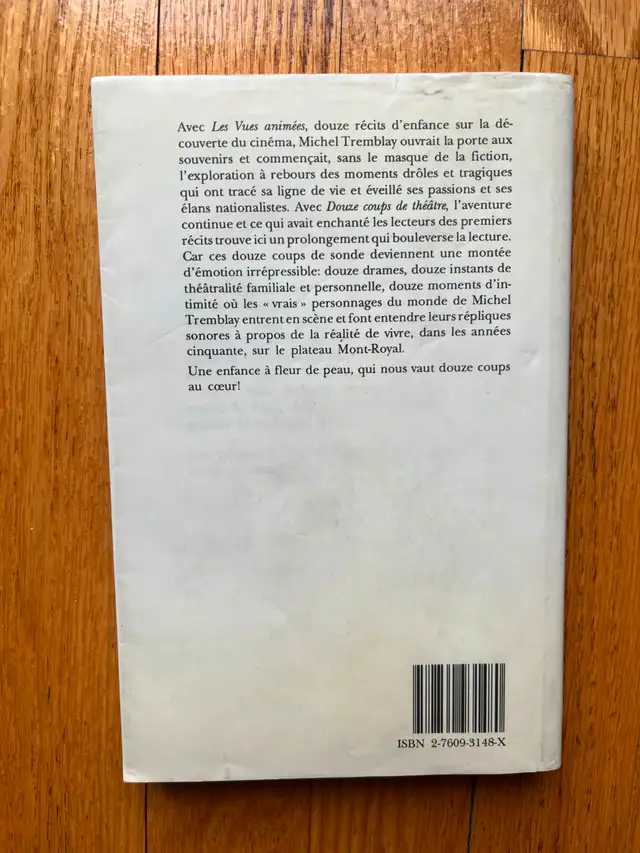 Avec Les Vues animées, douze récits d'enfance sur la dé-
couverte du cinéma, Michel Tremblay ouvrait la porte aux
souvenirs et commençait, sans le masque de la fiction,
l'exploration à rebours des moments drôles et tragiques
qui ont tracé sa ligne de vie et éveillé ses passions et ses
élans nationalistes. Avec Douze coups de théâtre, l'aventure
continue et ce qui avait enchanté les lecteurs des premiers
récits trouve ici un prolongement qui bouleverse la lecture.
Car ces douze coups de sonde deviennent une montée
d'émotion irrépressible: douze drames, douze instants de
théâtralité familiale et personnelle, douze moments d'in-
timité où les « vrais » personnages du monde de Michel
Tremblay entrent en scène et font entendre leurs répliques
sonores à propos de la réalité de vivre, dans les années
cinquante, sur le plateau Mont-Royal.
Une enfance à fleur de peau, qui nous vaut douze coups
au cœur!
ISBN 2-7609-3148-X